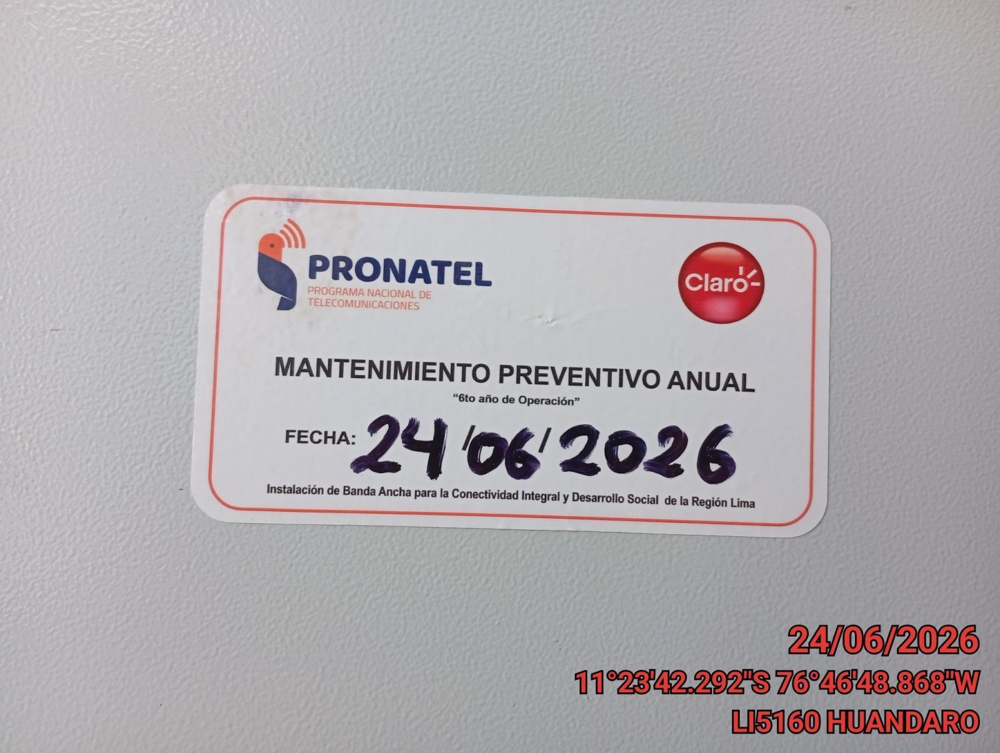 PRONATEL
PROGRAMA NACIONAL DE
TELECOMUNICACIONES
Claro
MANTENIMIENTO PREVENTIVO ANUAL
“6to año de Operación”
FECHA: 24/06/2026
Instalación de Banda Ancha para la Conectividad Integral y Desarrollo Social de la Región Lima
24/06/2026
11°23'42.292"S 76°46'48.868"W
LI5160 HUANDARO